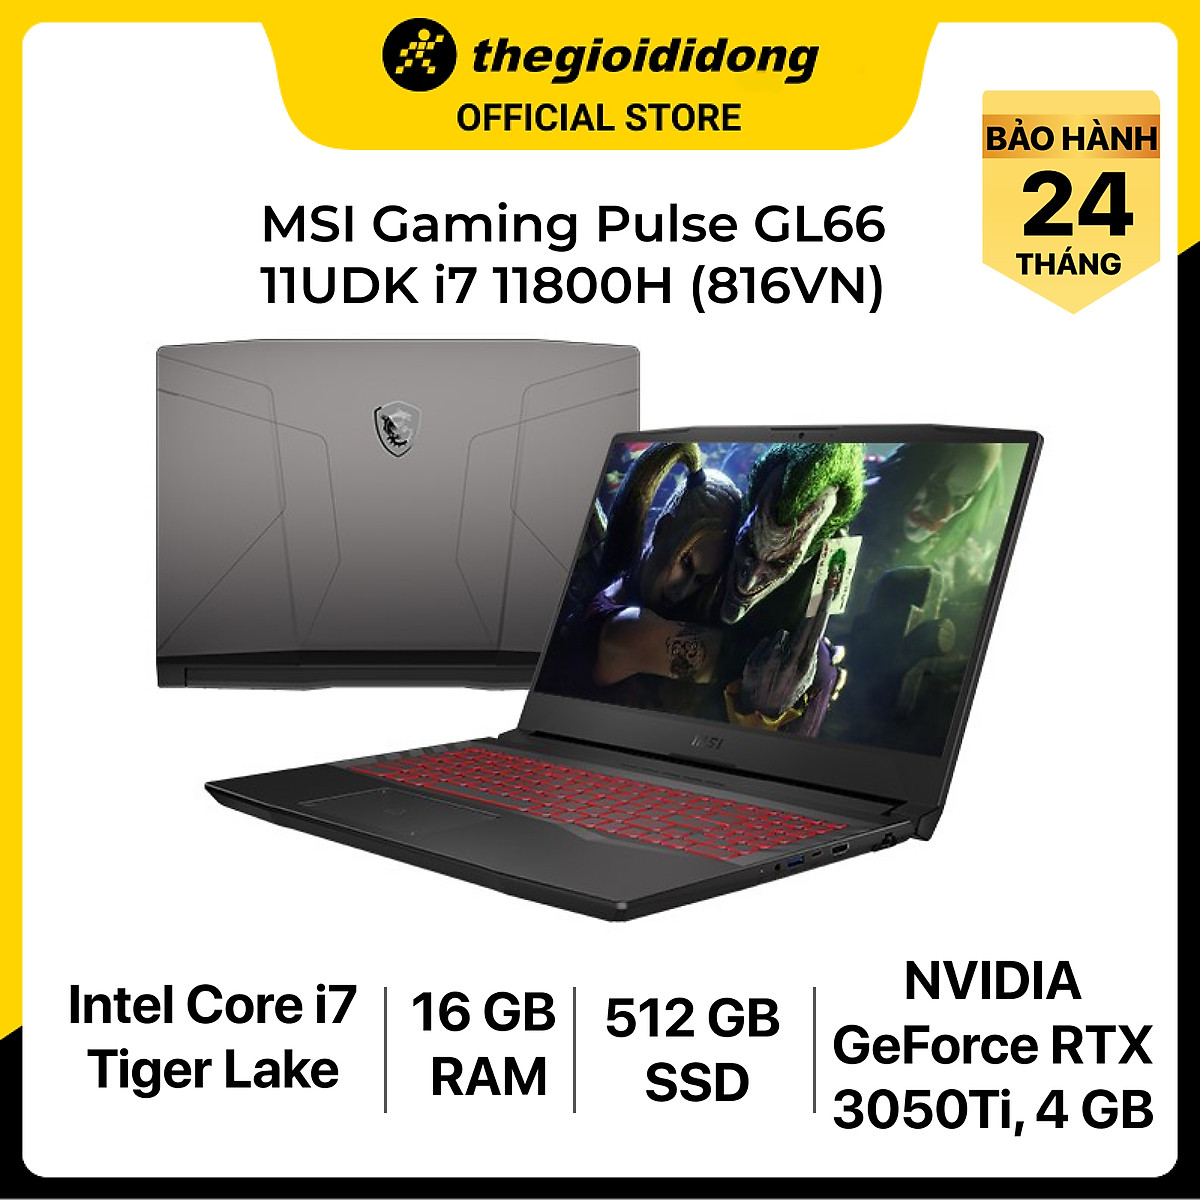 thegioididong
OFFICIAL STORE
BẢO HÀNH
24
THÁNG
MSI Gaming Pulse GL66
11UDK i7 11800H (816VN)
msi
Intel Core i7
Tiger Lake
16 GB
RAM
512 GB
SSD
NVIDIA
GeForce RTX
3050Ti, 4 GB